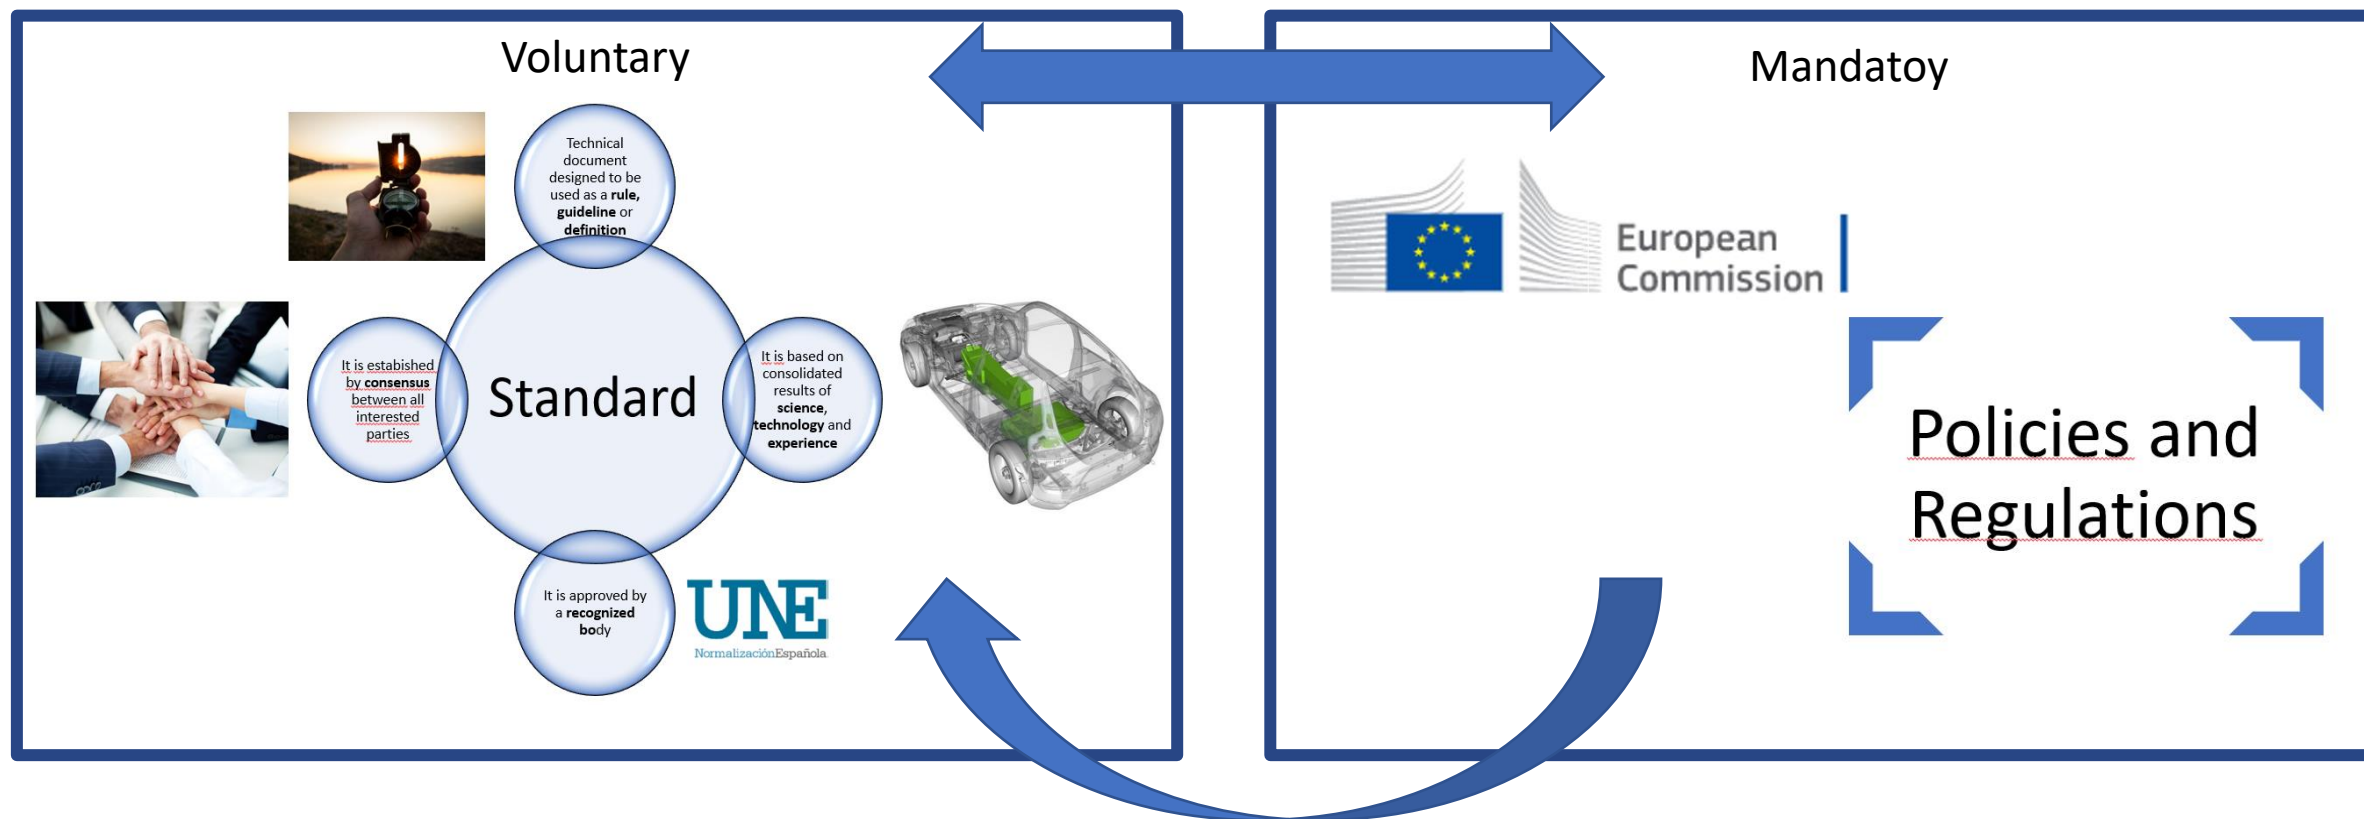 Voluntary
Technical
document
designed to be
used as a rule,
guideline or
definition
It is estabished
by consensus
between all
interested
parties
Standard
It is based on
consolidated
results of
science,
technology and
experience
It is approved by
a recognized
body
UNE
NormalizaciónEspañola
Mandatoy
European
Commission
Policies and
Regulations